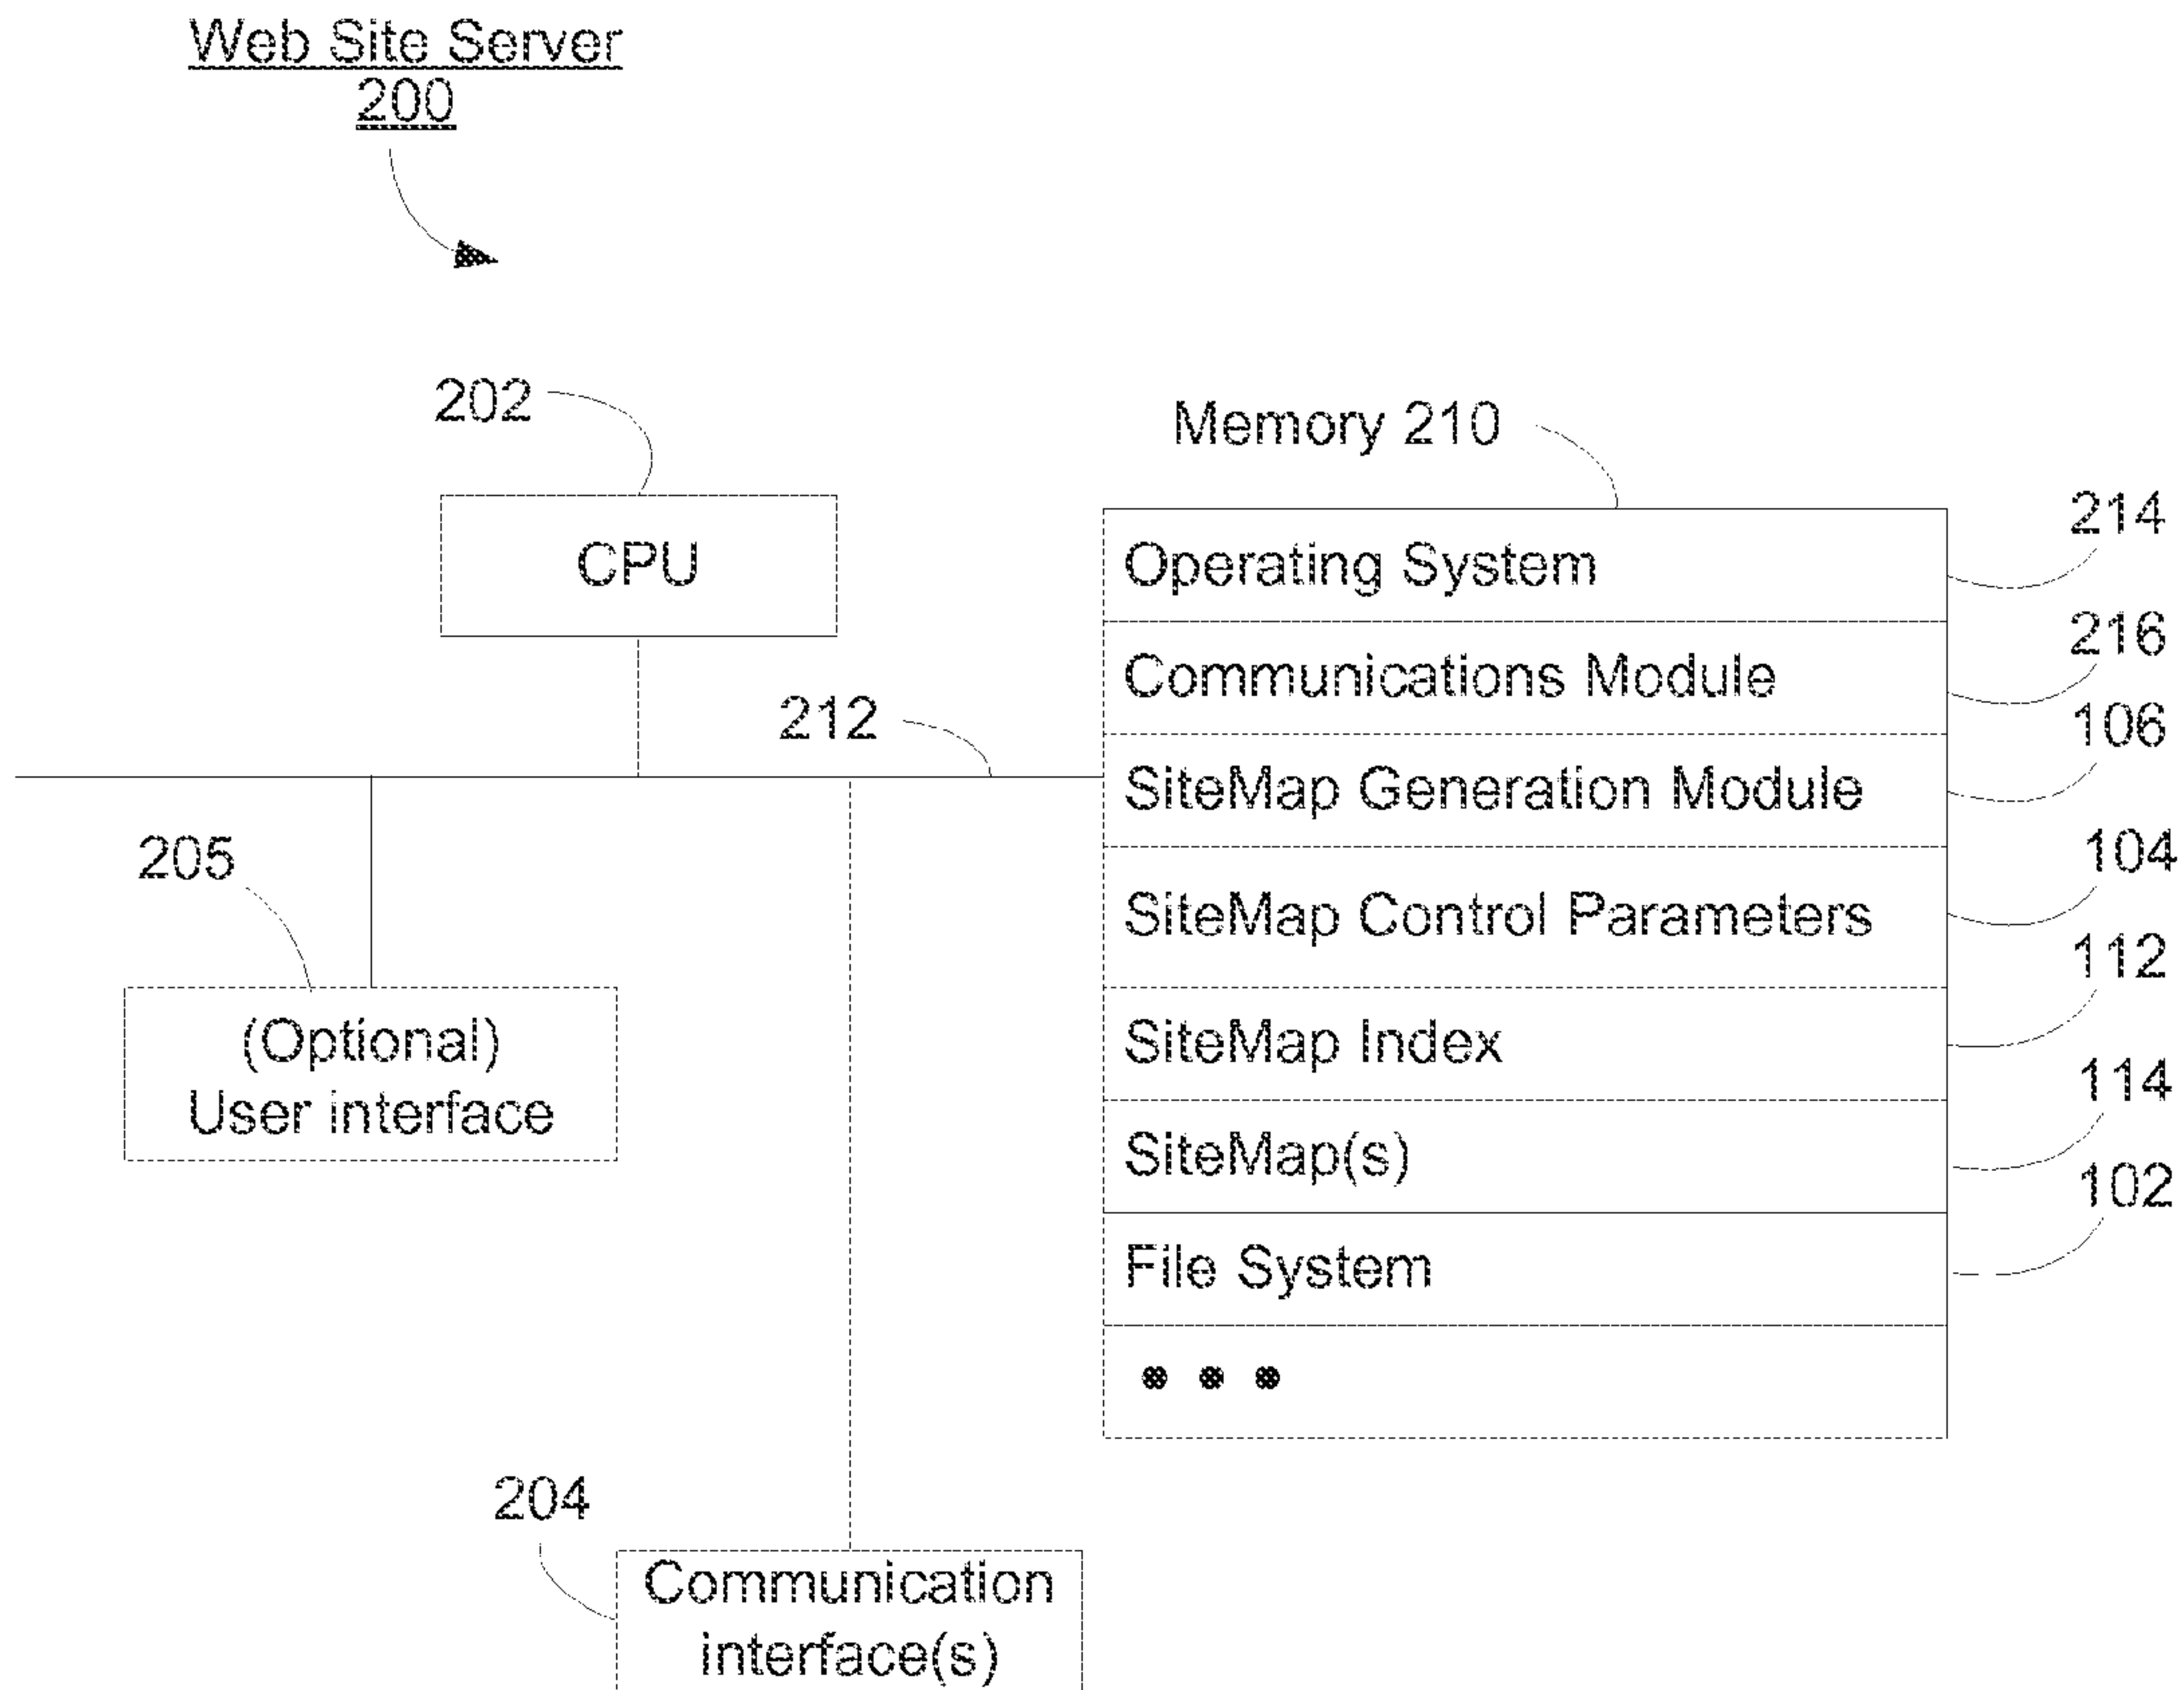 Web Site Server
200
202
Memory 210
CPU
Operating System
214
Communications Module
216
212
SiteMap Generation Module
106
205
SiteMap Control Parameters
104
(Optional)
User interface
SiteMap Index
112
SiteMap(s)
114
File System
102
204
Communication
interface(s)